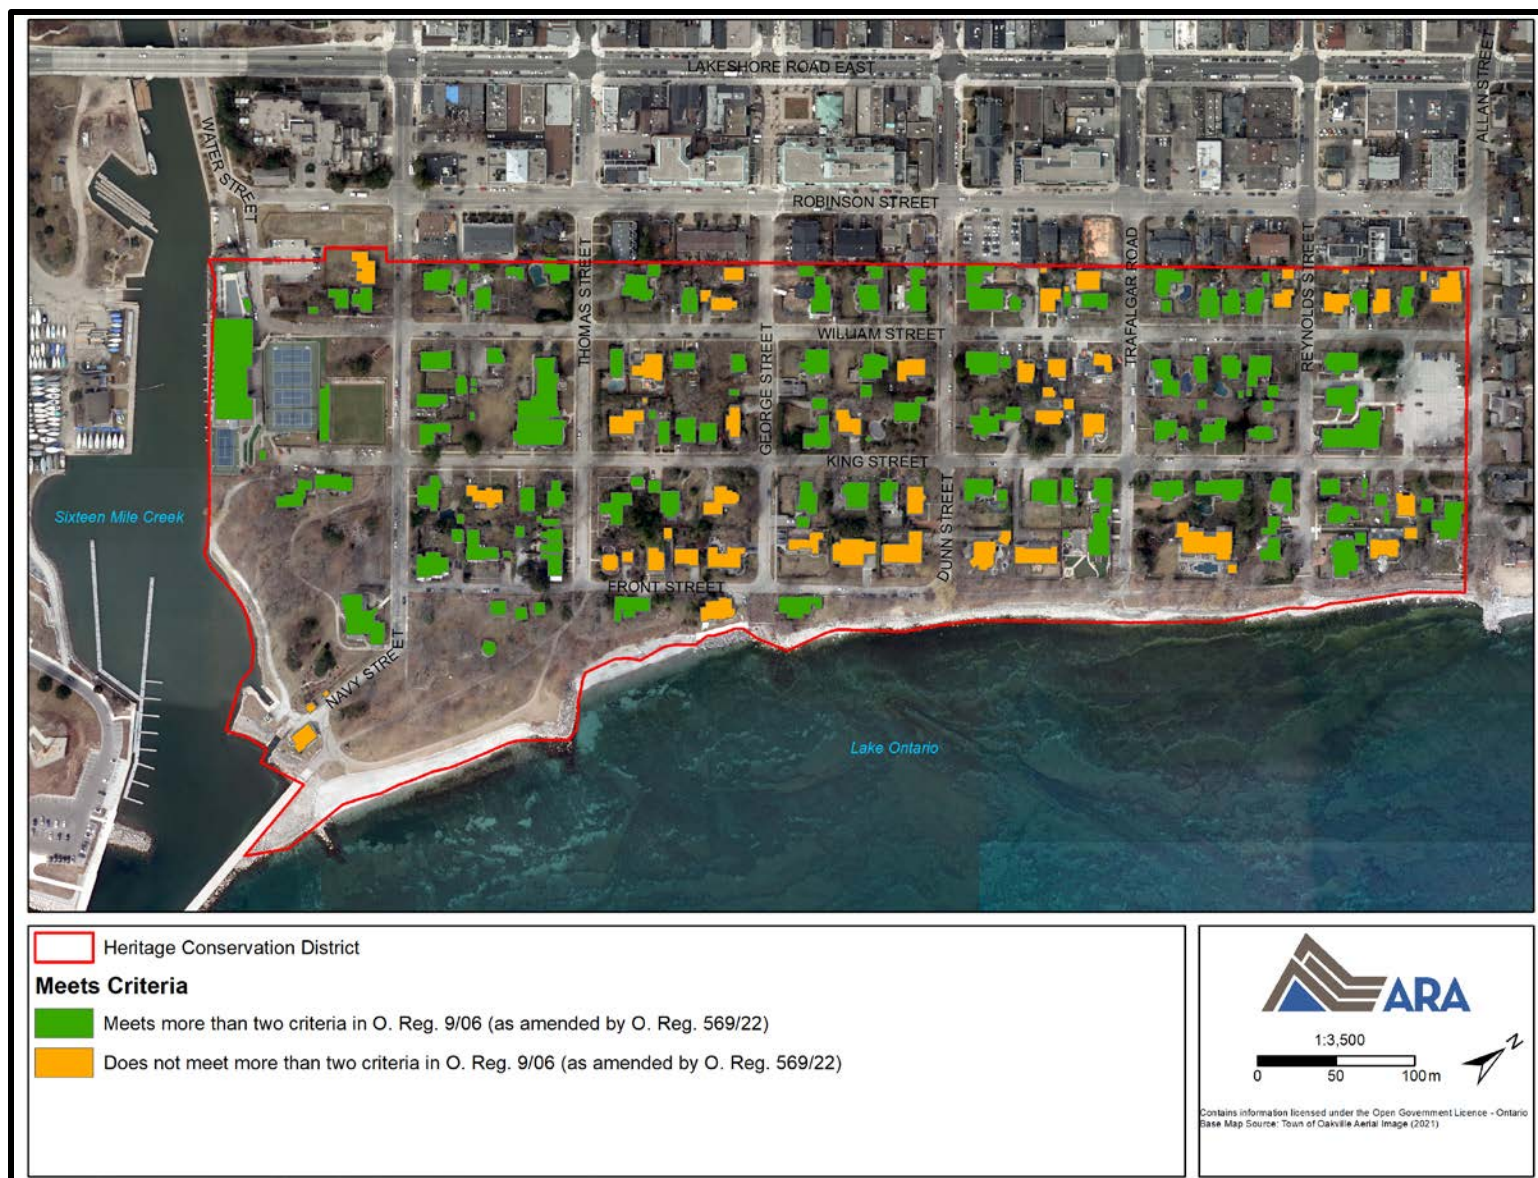 LAKESHORE ROAD EAST
ALLAN STREET
WATER STREET
ROBINSON STREET
THOMAS STREET
TRAFALGAR ROAD
REYNOLDS STREET
WILLIAM STREET
GEORGE STREET
KING STREET
Sixteen Mile Creek
DUNN STREET
FRONT STREET
NAVY STREET
Lake Ontario
Heritage Conservation District
Meets Criteria
Meets more than two criteria in O. Reg. 9/06 (as amended by O. Reg. 569/22)
Does not meet more than two criteria in O. Reg. 9/06 (as amended by O. Reg. 569/22)
ARA
1:3,500
N
0 50 100 m
Contains information licensed under the Open Government Licence - Ontario
Base Map Source: Town of Oakville Aerial Image (2021)